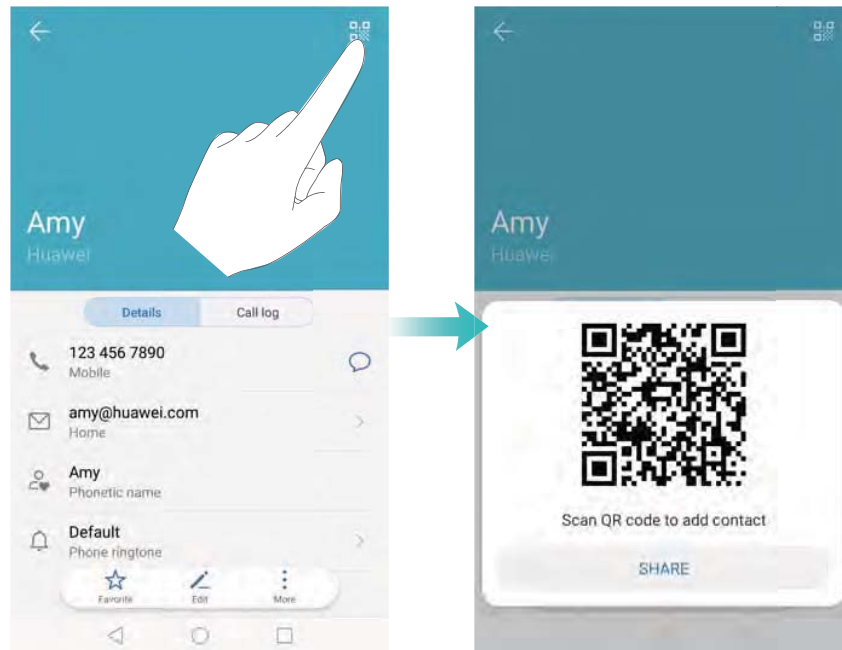 Amy
Huawei
Details
Call log
123 456 7890
Mobile
amy@huawei.com
Home
Amy
Phonetic name
Default
Phone ringtone
Favorite
Edit
More
Amy
Huawei
Scan QR code to add contact
SHARE